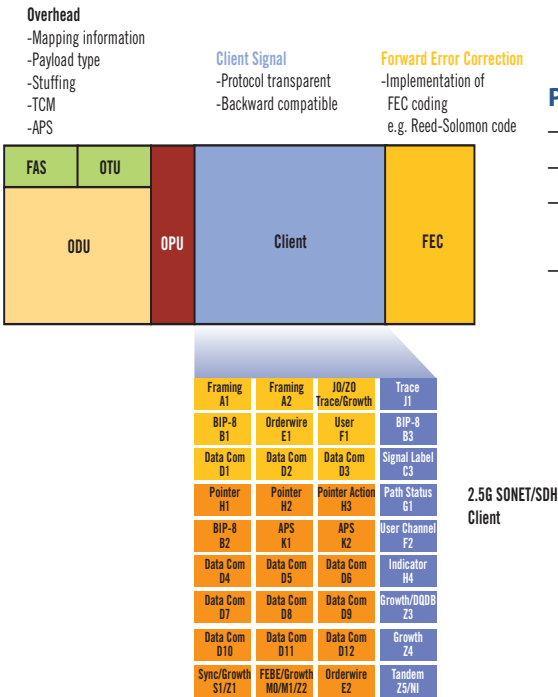 Overhead
-Mapping information
-Payload type
-Stuffing
-TCM
-APS
Client Signal
-Protocol transparent
-Backward compatible
Forward Error Correction
-Implementation of
FEC coding
e.g. Reed-Solomon code
P
FAS
OTU
ODU
OPU
Client
FEC
Framing
A1
Framing
A2
J0/Z0
Trace/Growth
Trace
J1
BIP-8
B1
Orderwire
E1
User
F1
BIP-8
B3
Data Com
D1
Data Com
D2
Data Com
D3
Signal Label
C3
Pointer
H1
Pointer
H2
Pointer Action
H3
Path Status
G1
BIP-8
B2
APS
K1
APS
K2
User Channel
F2
Data Com
D4
Data Com
D5
Data Com
D6
Indicator
H4
Data Com
D7
Data Com
D8
Data Com
D9
Growth/DQDB
Z3
Data Com
D10
Data Com
D11
Data Com
D12
Growth
Z4
Sync/Growth
S1/Z1
FEBE/Growth
M0/M1/Z2
Orderwire
E2
Tandem
Z5/NI
2.5G SONET/SDH
Client